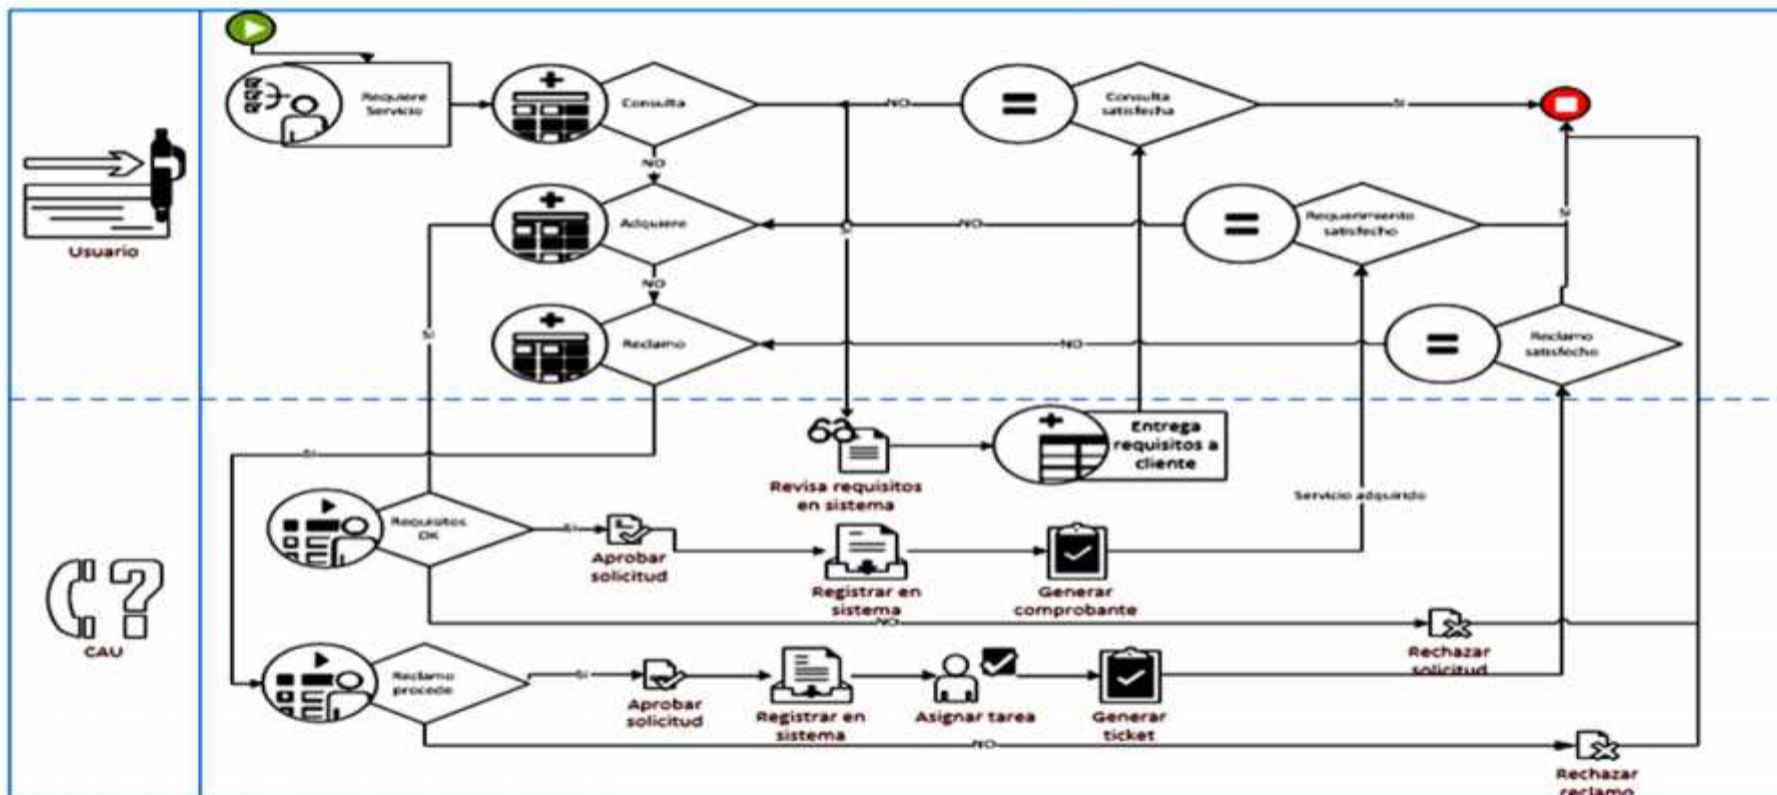 Requiere
Servicio
Consulta
NO
Consulta
satisfecha
SI
NO
Usuario
Adquiere
SI
NO
Requerimiento
satisfecho
SI
NO
SI
Reclamo
NO
Reclamo
satisfecho
SI
Revisa requisitos
en sistema
Entrega
requisitos a
cliente
Servicio adquirido
Requisitos
OK
SI
Aprobar
solicitud
Registrar en
sistema
Generar
comprobante
NO
Rechazar
solicitud
CAU
Reclamo
procede
SI
Aprobar
solicitud
Registrar en
sistema
Asignar tarea
Generar
ticket
NO
Rechazar
reclamo